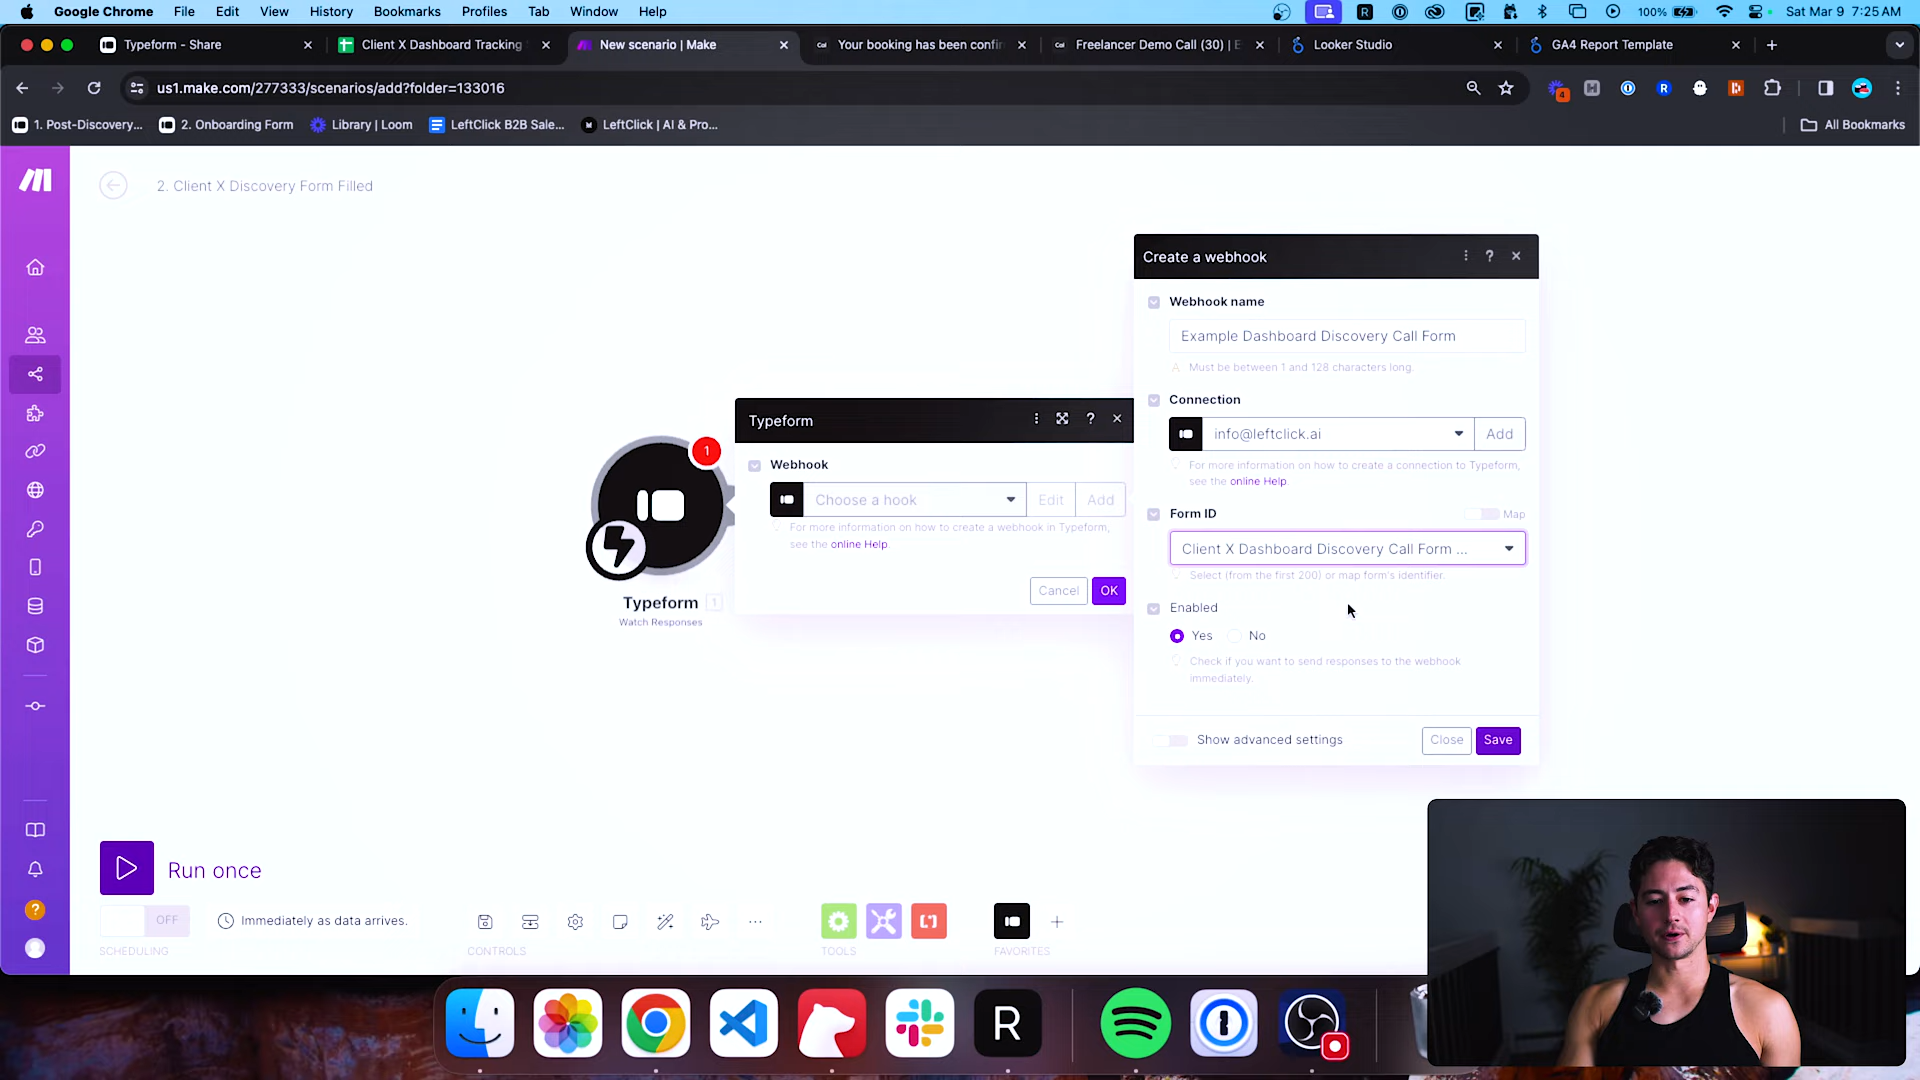 Google Chrome File Edit View History Bookmarks Profiles Tab Window Help
100% Sat Mar 9 7:25 AM
Typeform - Share
Client X Dashboard Tracking
New scenario | Make
Your booking has been confir
Freelancer Demo Call (30) | E
Looker Studio
GA4 Report Template
us1.make.com/277333/scenarios/add?folder=133016
4
1. Post-Discovery...
2. Onboarding Form
Library | Loom
LeftClick B2B Sale...
LeftClick | AI & Pro...
All Bookmarks
2. Client X Discovery Form Filled
Create a webhook
Webhook name
Example Dashboard Discovery Call Form
Must be between 1 and 128 characters long.
Connection
info@leftclick.ai
Add
For more information on how to create a connection to Typeform,
see the online Help.
Form ID
Map
Client X Dashboard Discovery Call Form ...
Select (from the first 200) or map form's identifier.
Enabled
Yes
No
Check if you want to send responses to the webhook
immediately.
Show advanced settings
Close
Save
Typeform
Webhook
Choose a hook
Edit
Add
For more information on how to create a webhook in Typeform,
see the online Help.
Cancel
OK
1
Typeform 1
Watch Responses
Run once
OFF
Immediately as data arrives.
SCHEDULING
CONTROLS
TOOLS
FAVORITES
R